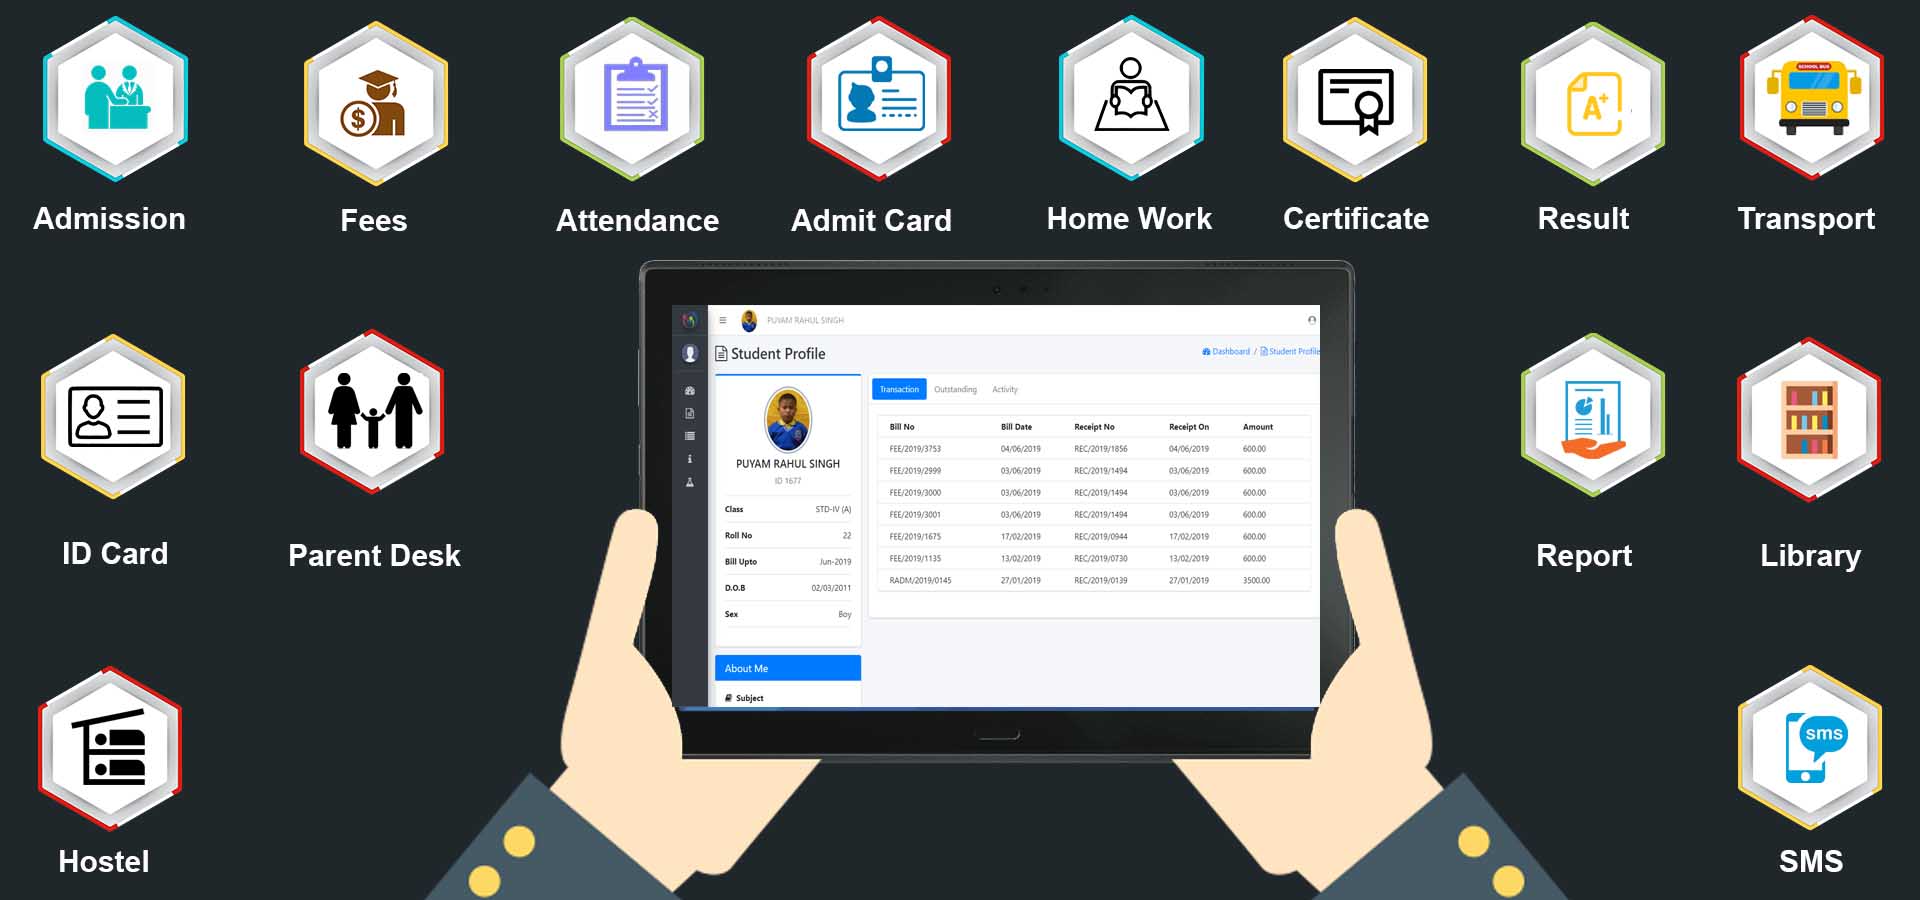 Admission
Fees
Attendance
Admit Card
Home Work
Certificate
Result
Transport
$
A+
SCHOOL BUS
ID Card
Parent Desk
Report
Library
Hostel
SMS
sms
PUYAM RAHUL SINGH
Student Profile
Dashboard / Student Profile
PUYAM RAHUL SINGH
ID 1677
Class STD-IV (A)
Roll No 22
Bill Upto Jun-2019
D.O.B 02/03/2011
Sex Boy
About Me
Subject
Transaction Outstanding Activity
Bill No Bill Date Receipt No Receipt On Amount
FEE/2019/3753 04/06/2019 REC/2019/1856 04/06/2019 600.00
FEE/2019/2999 03/06/2019 REC/2019/1494 03/06/2019 600.00
FEE/2019/3000 03/06/2019 REC/2019/1494 03/06/2019 600.00
FEE/2019/3001 03/06/2019 REC/2019/1494 03/06/2019 600.00
FEE/2019/1675 17/02/2019 REC/2019/0944 17/02/2019 600.00
FEE/2019/1135 13/02/2019 REC/2019/0730 13/02/2019 600.00
RADM/2019/0145 27/01/2019 REC/2019/0139 27/01/2019 3500.00